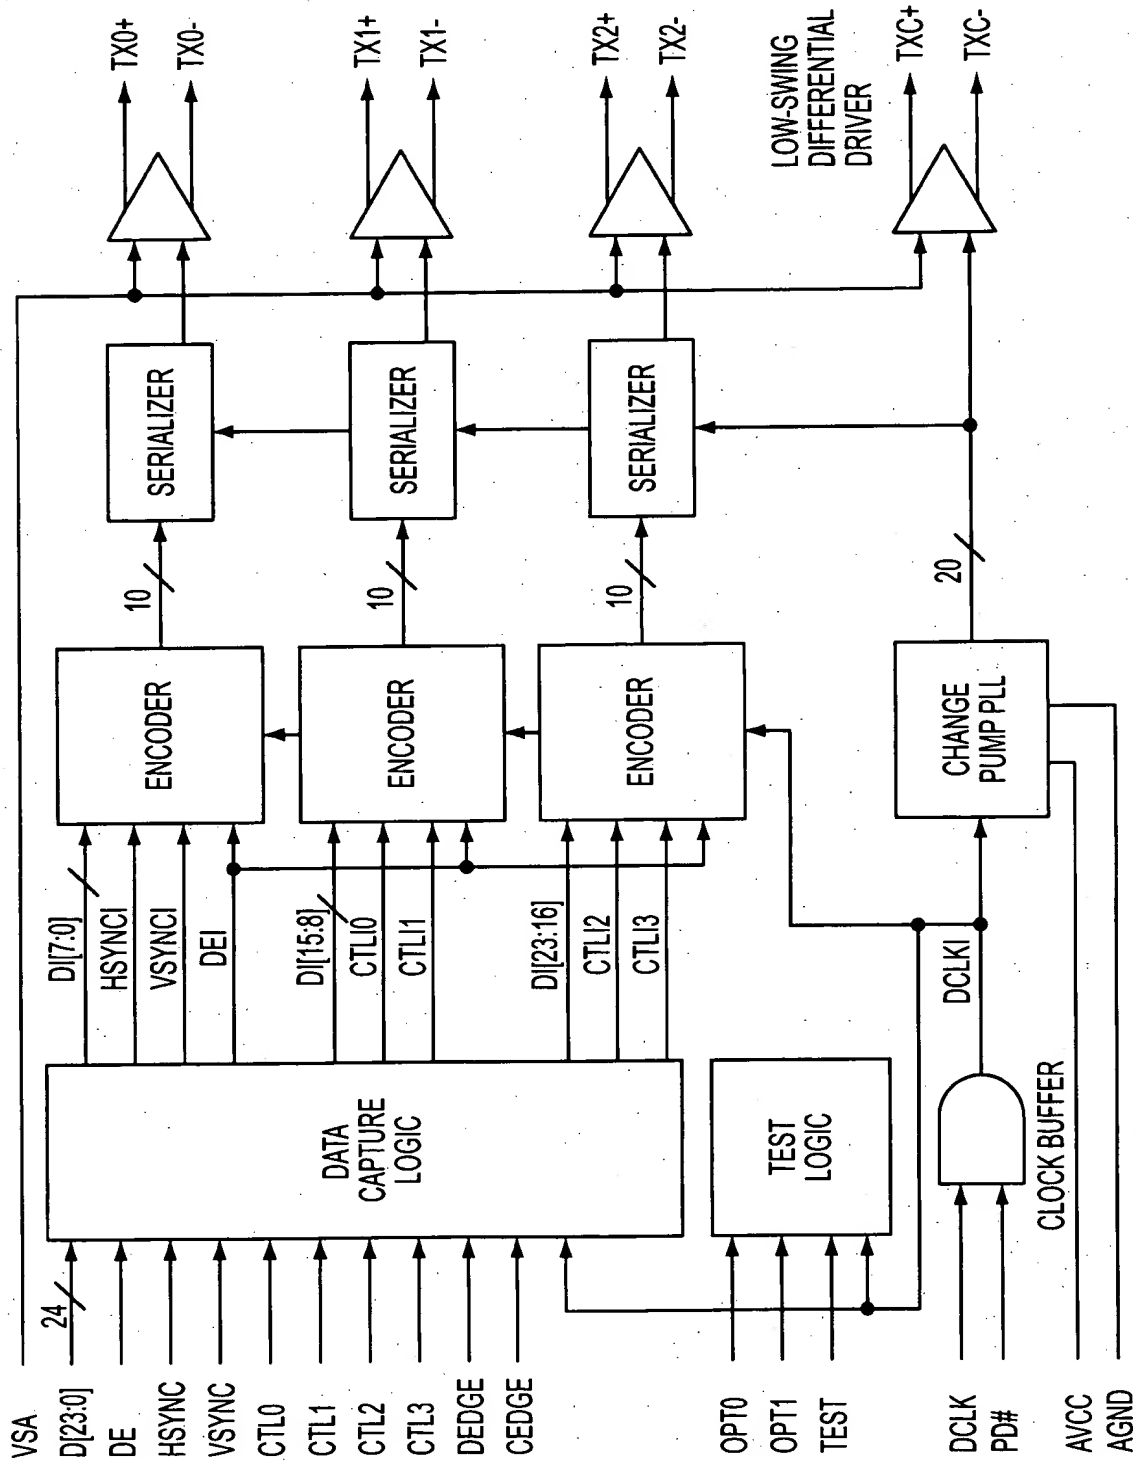 VSA
D[23:0]
DE
HSYNC
VSYNC
CTL0
CTL1
CTL2
CTL3
DEDGE
CEDGE
OPT0
OPT1
TEST
DCLK
PD#
AVCC
AGND
24
DATA
CAPTURE
LOGIC
TEST
LOGIC
CLOCK BUFFER
DI[7:0]
HSYNCI
VSYNCI
DEI
DI[15:8]
CTLI0
CTLI1
DI[23:16]
CTLI2
CTLI3
DCLKI
ENCODER
ENCODER
ENCODER
CHANGE
PUMP PLL
10
10
10
20
SERIALIZER
SERIALIZER
SERIALIZER
LOW-SWING
DIFFERENTIAL
DRIVER
TX0+
TX0-
TX1+
TX1-
TX2+
TX2-
TXC+
TXC-